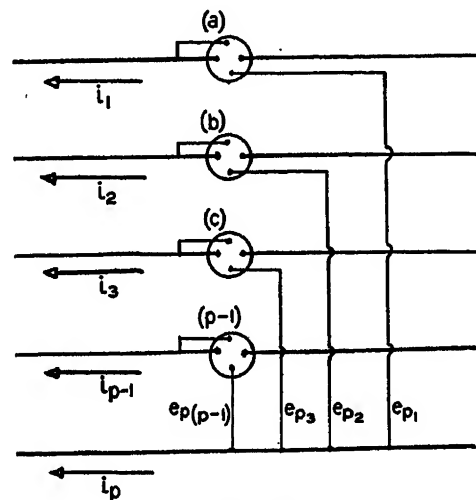 (a)
i₁
(b)
i₂
(c)
i₃
(p-1)
iₚ₋₁
eₚ₍ₚ₋₁₎ eₚ₃ eₚ₂ eₚ₁
iₚ